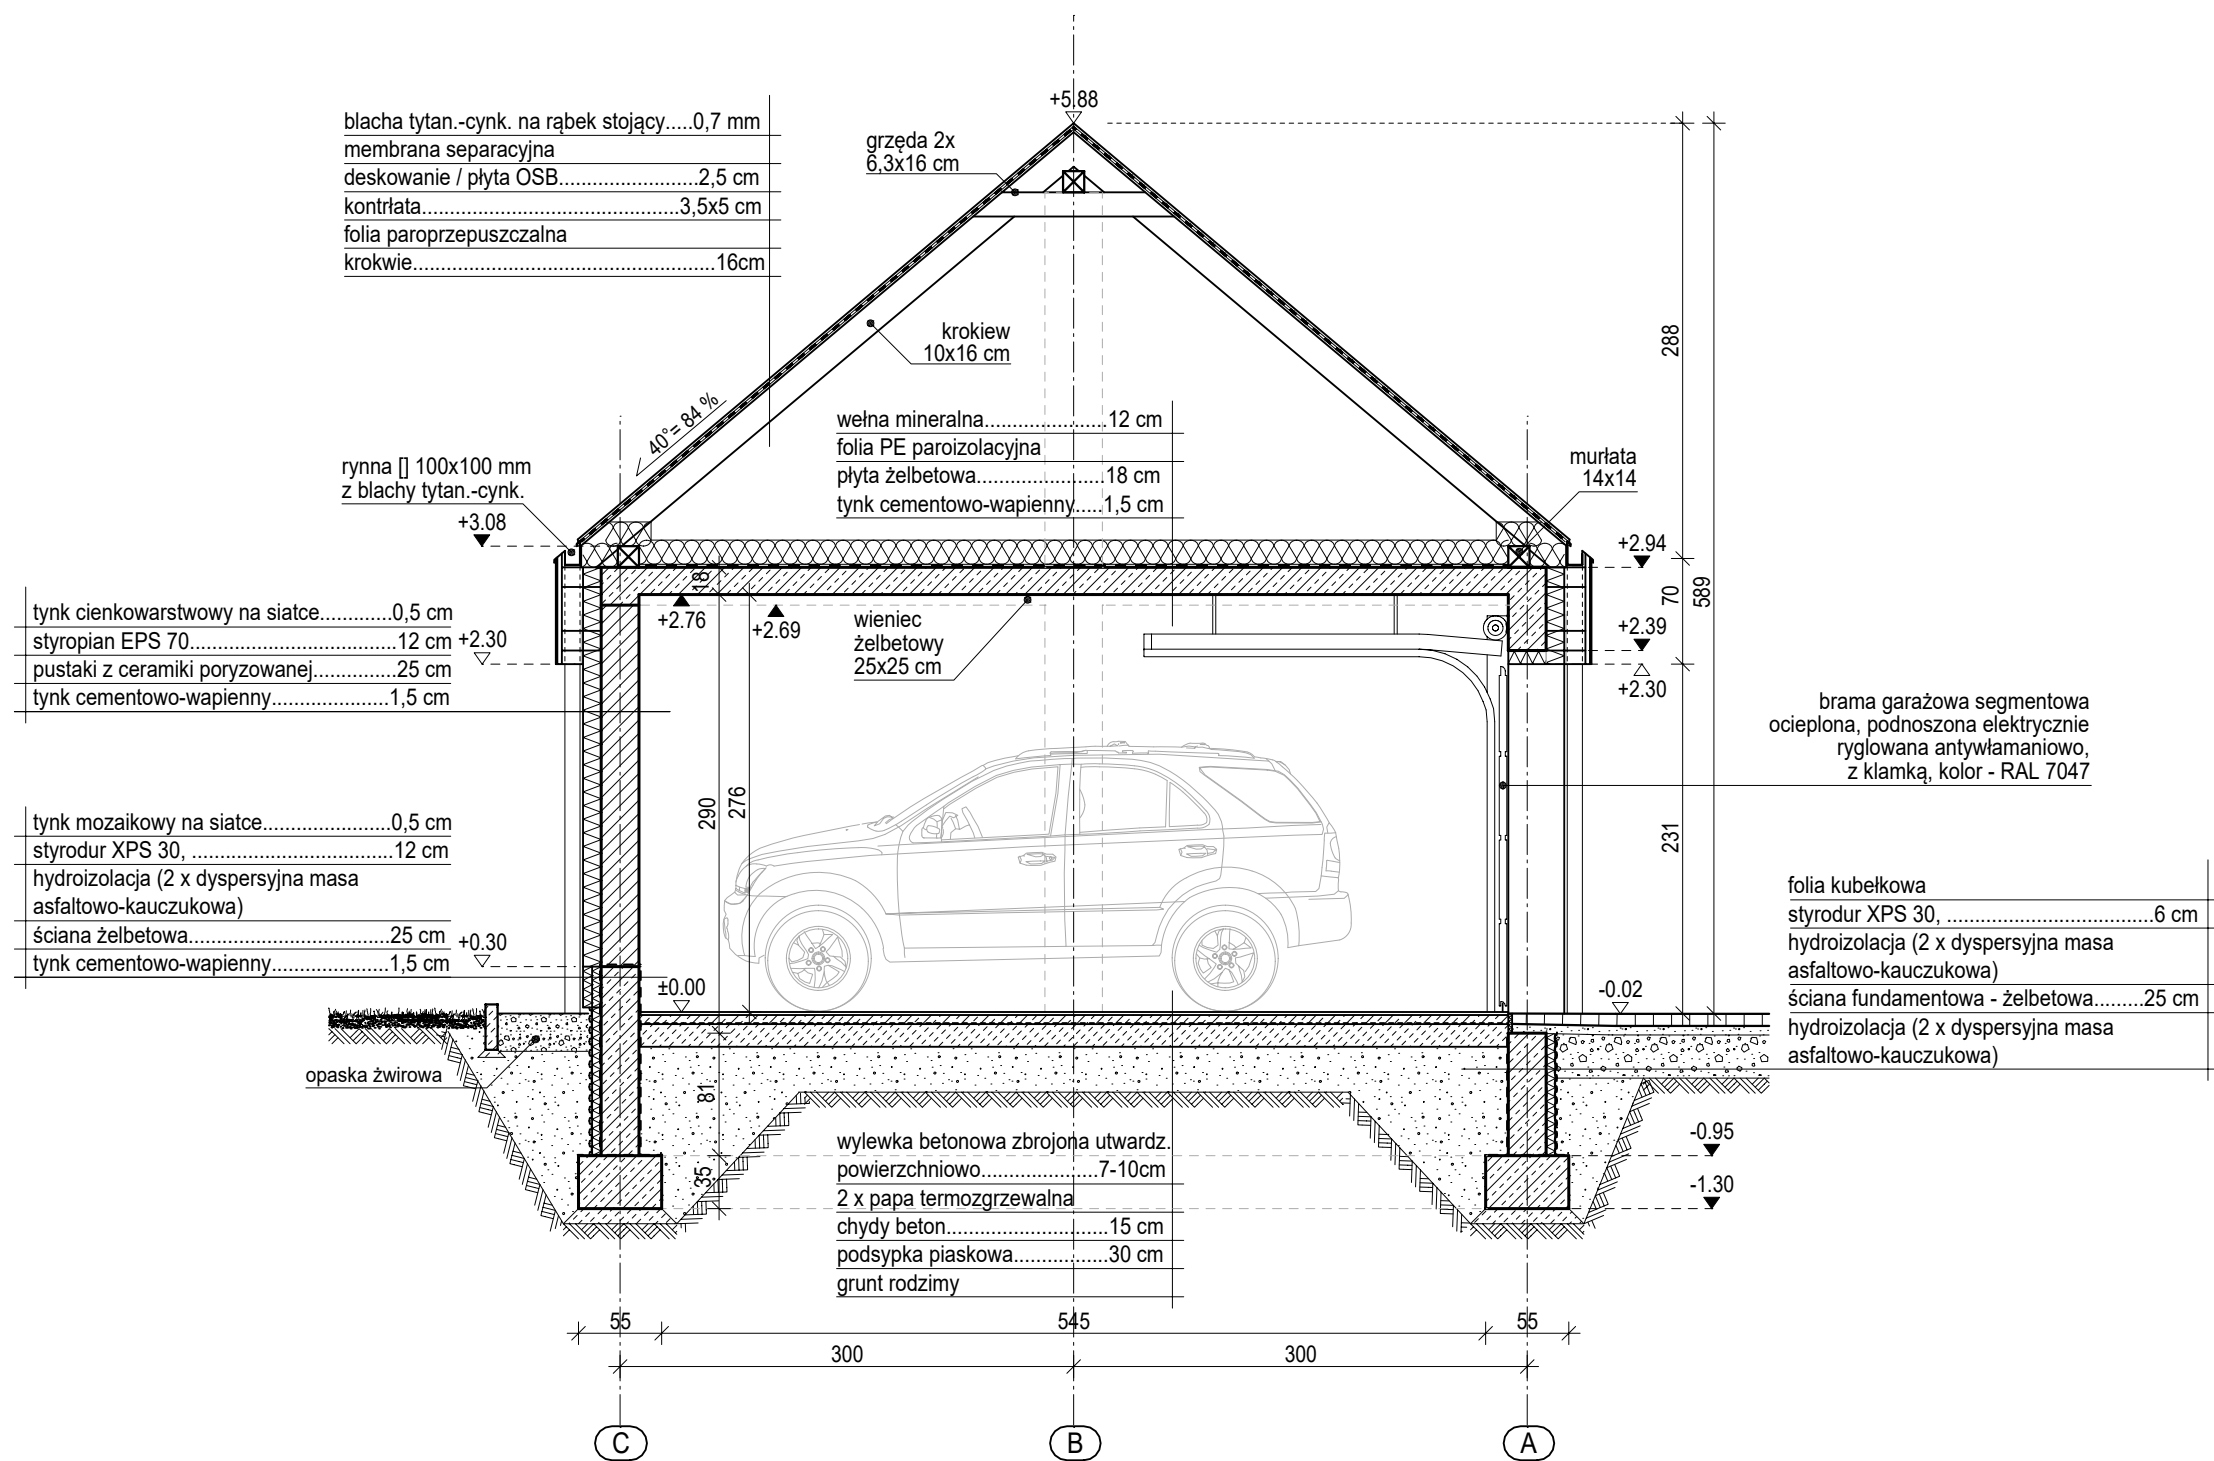 +5.88
blacha tytan.-cynk. na rąbek stojący.....0,7 mm
membrana separacyjna
deskowanie / płyta OSB.........................2,5 cm
kontrłata..............................................3,5x5 cm
folia paroprzepuszczalna
krokwie......................................................16cm
grzęda 2x
6,3x16 cm
krokiew
10x16 cm
288
40°= 84 %
wełna mineralna......................12 cm
folia PE paroizolacyjna
płyta żelbetowa.......................18 cm
tynk cementowo-wapienny.....1,5 cm
rynna [] 100x100 mm
z blachy tytan.-cynk.
murłata
14x14
+3.08
+2.94
18
70
589
+2.76
+2.69
wieniec
żelbetowy
25x25 cm
+2.39
+2.30
tynk cienkowarstwowy na siatce.............0,5 cm
styropian EPS 70..........................................12 cm
pustaki z ceramiki poryzowanej...............25 cm
tynk cementowo-wapienny.....................1,5 cm
+2.30
brama garażowa segmentowa
ocieplona, podnoszona elektrycznie
ryglowana antywłamaniowo,
z klamką, kolor - RAL 7047
290
276
231
tynk mozaikowy na siatce.......................0,5 cm
styrodur XPS 30, ....................................12 cm
hydroizolacja (2 x dyspersyjna masa
asfaltowo-kauczukowa)
ściana żelbetowa....................................25 cm
tynk cementowo-wapienny.....................1,5 cm
+0.30
±0.00
-0.02
folia kubełkowa
styrodur XPS 30, .....................................6 cm
hydroizolacja (2 x dyspersyjna masa
asfaltowo-kauczukowa)
ściana fundamentowa - żelbetowa.........25 cm
hydroizolacja (2 x dyspersyjna masa
asfaltowo-kauczukowa)
opaska żwirowa
81
35
-0.95
-1.30
wylewka betonowa zbrojona utwardz.
powierzchniowo.....................7-10cm
2 x papa termozgrzewalna
chydy beton.............................15 cm
podsypka piaskowa.................30 cm
grunt rodzimy
55
545
55
300
300
C
B
A